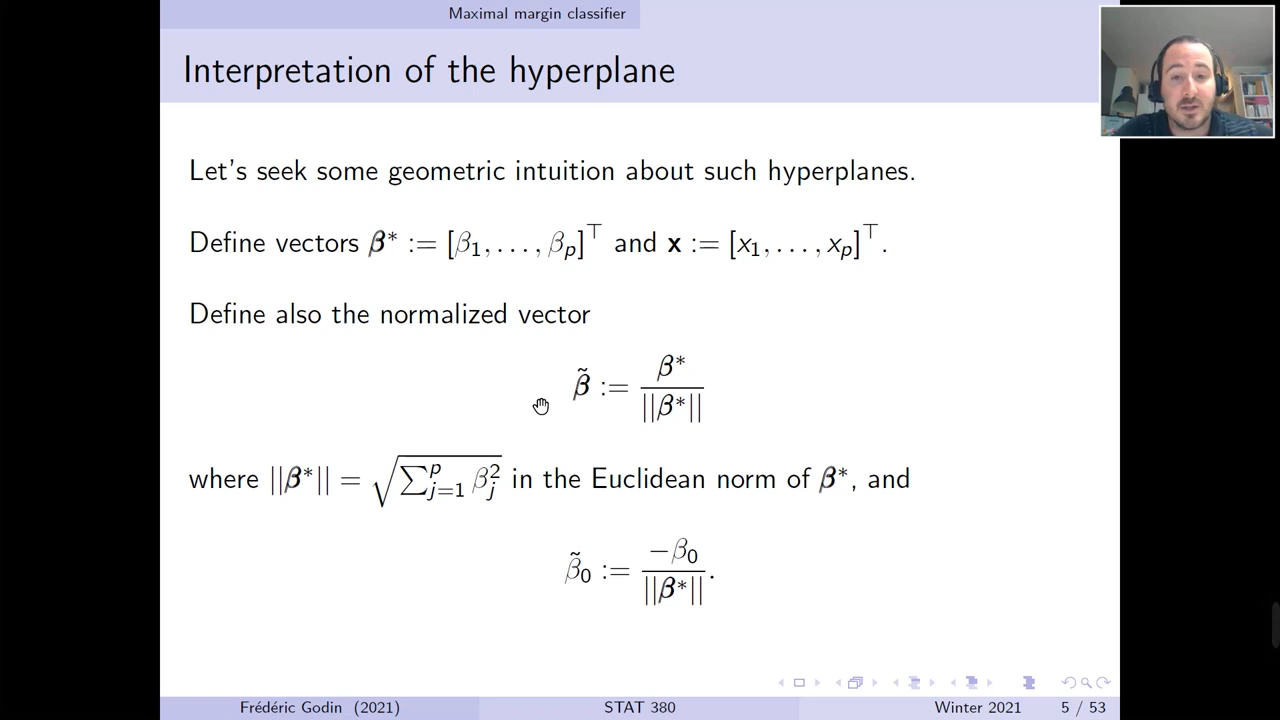 Maximal margin classifier
Interpretation of the hyperplane
Let's seek some geometric intuition about such hyperplanes.
Define vectors β* := [β₁, . . . , βₚ]⊤ and x := [x₁, . . . , xₚ]⊤.
Define also the normalized vector
β̃ := β* / ||β*||
where ||β*|| = √(∑ᵖⱼ₌₁ βⱼ²) in the Euclidean norm of β*, and
β̃₀ := −β₀ / ||β*||.
Frédéric Godin (2021) STAT 380 Winter 2021 5 / 53